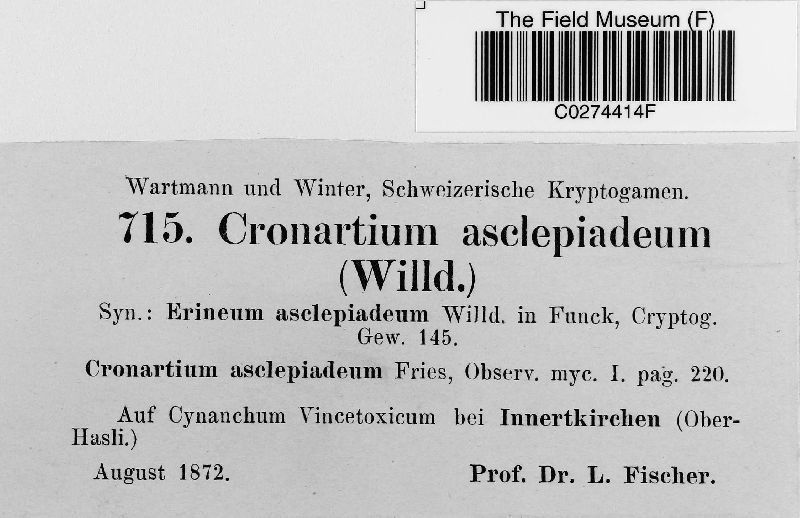 The Field Museum (F)
C0274414F
Wartmann und Winter, Schweizerische Kryptogamen.
715. Cronartium asclepiadeum
(Willd.)
Syn.: Erineum asclepiadeum Willd. in Funck, Cryptog.
Gew. 145.
Cronartium asclepiadeum Fries, Observ. myc. I. pag. 220.
Auf Cynanchum Vincetoxicum bei Innertkirchen (Ober-
Hasli.)
August 1872. Prof. Dr. L. Fischer.